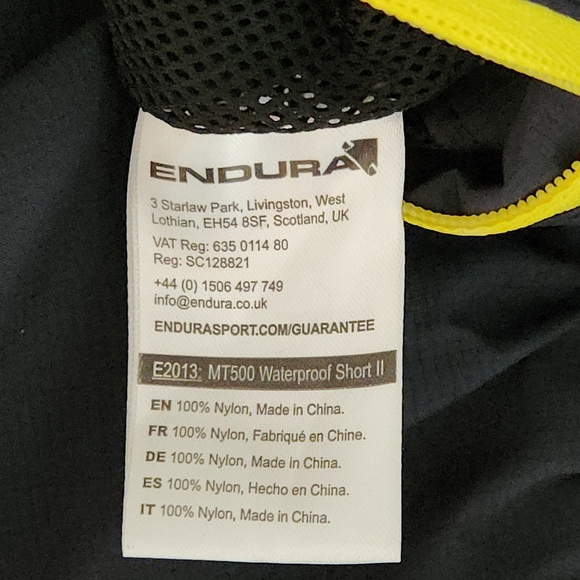 ENDURA
3 Starlaw Park, Livingston, West
Lothian, EH54 8SF, Scotland, UK
VAT Reg: 635 0114 80
Reg: SC128821
+44 (0) 1506 497 749
info@endura.co.uk
ENDURASPORT.COM/GUARANTEE
E2013: MT500 Waterproof Short II
EN 100% Nylon, Made in China.
FR 100% Nylon, Fabriqué en Chine.
DE 100% Nylon, Made in China.
ES 100% Nylon, Hecho en China.
IT 100% Nylon, Made in China.